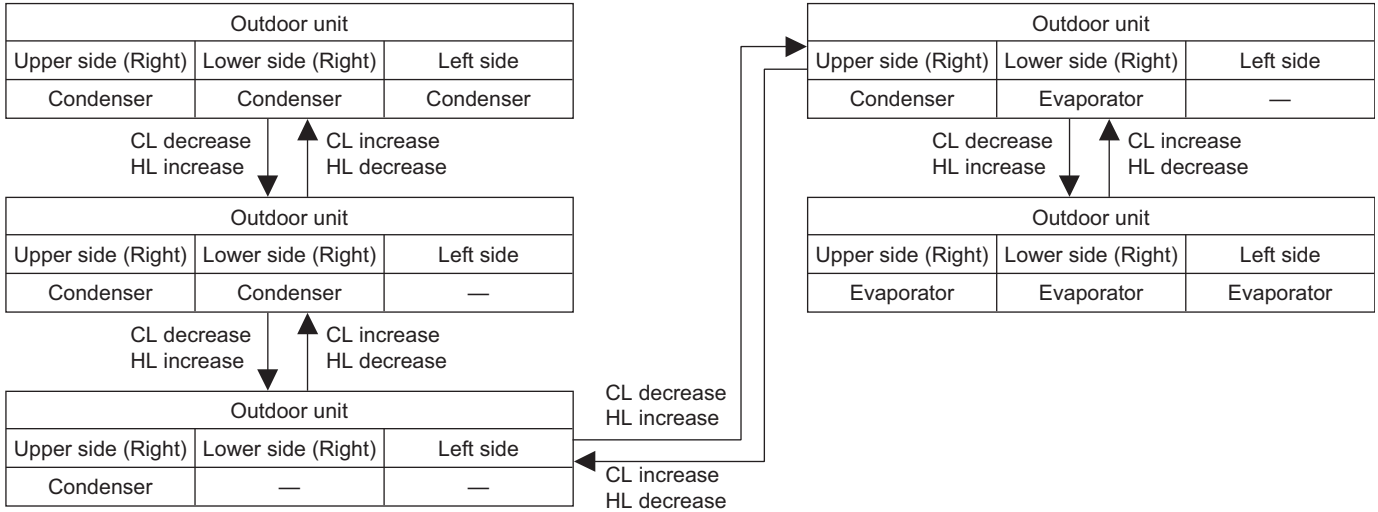 Outdoor unit
Upper side (Right) Lower side (Right) Left side
Condenser Condenser Condenser
CL decrease
HL increase
CL increase
HL decrease
Outdoor unit
Upper side (Right) Lower side (Right) Left side
Condenser Condenser —
CL decrease
HL increase
CL increase
HL decrease
Outdoor unit
Upper side (Right) Lower side (Right) Left side
Condenser — —
CL decrease
HL increase
CL increase
HL decrease
Outdoor unit
Upper side (Right) Lower side (Right) Left side
Condenser Evaporator —
CL decrease
HL increase
CL increase
HL decrease
Outdoor unit
Upper side (Right) Lower side (Right) Left side
Evaporator Evaporator Evaporator